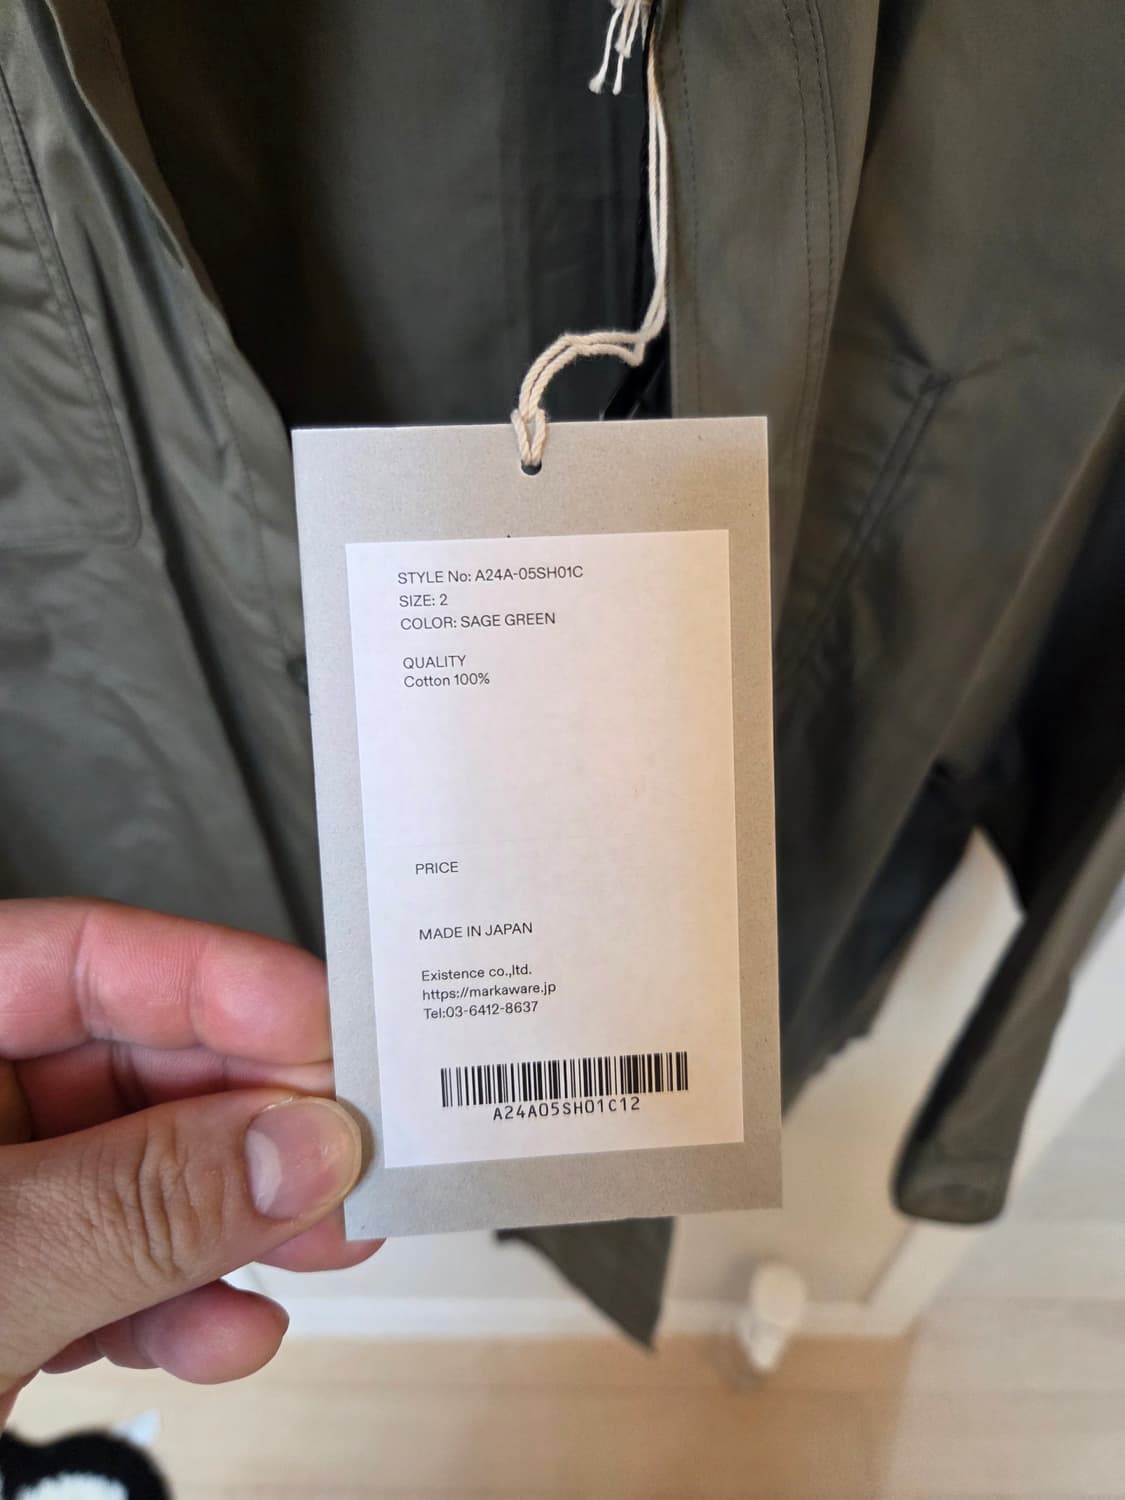 STYLE No: A24A-05SH01C
SIZE: 2
COLOR: SAGE GREEN
QUALITY
Cotton 100%
PRICE
MADE IN JAPAN
Existence co.,ltd.
https://markaware.jp
Tel:03-6412-8637
A24A05SH01C12